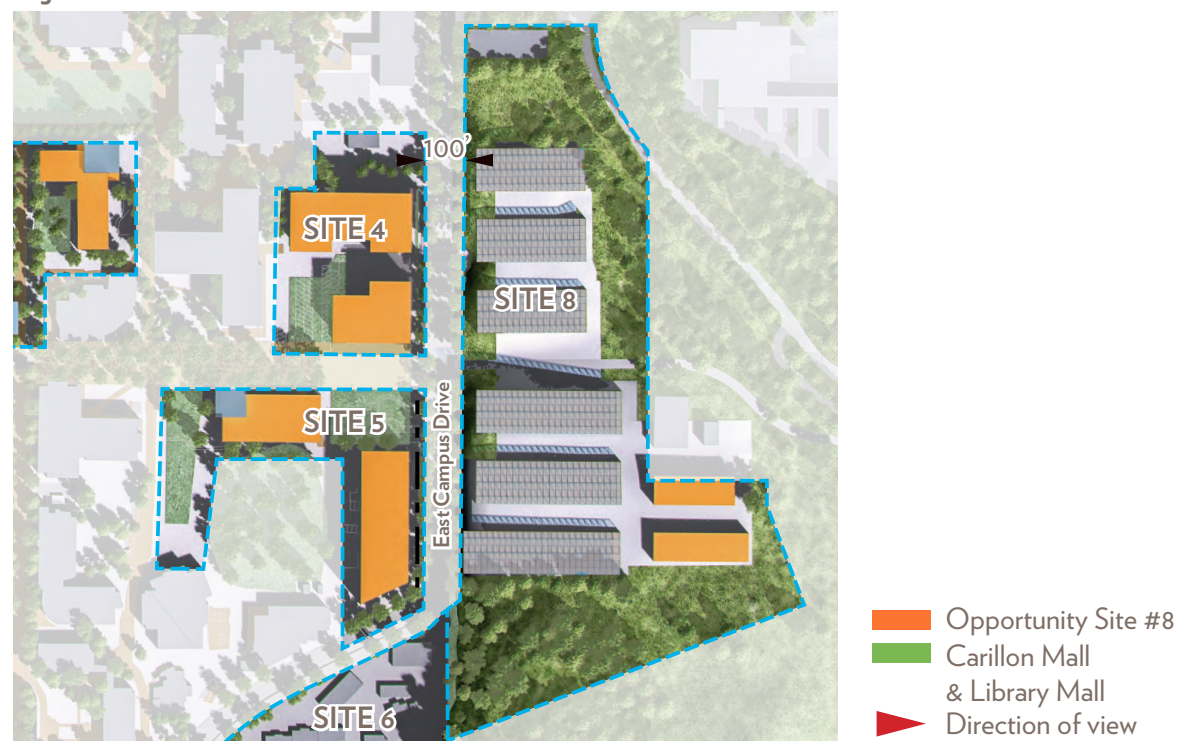 100'
SITE 4
SITE 8
SITE 5
East Campus Drive
SITE 6
Opportunity Site #8
Carillon Mall
& Library Mall
Direction of view